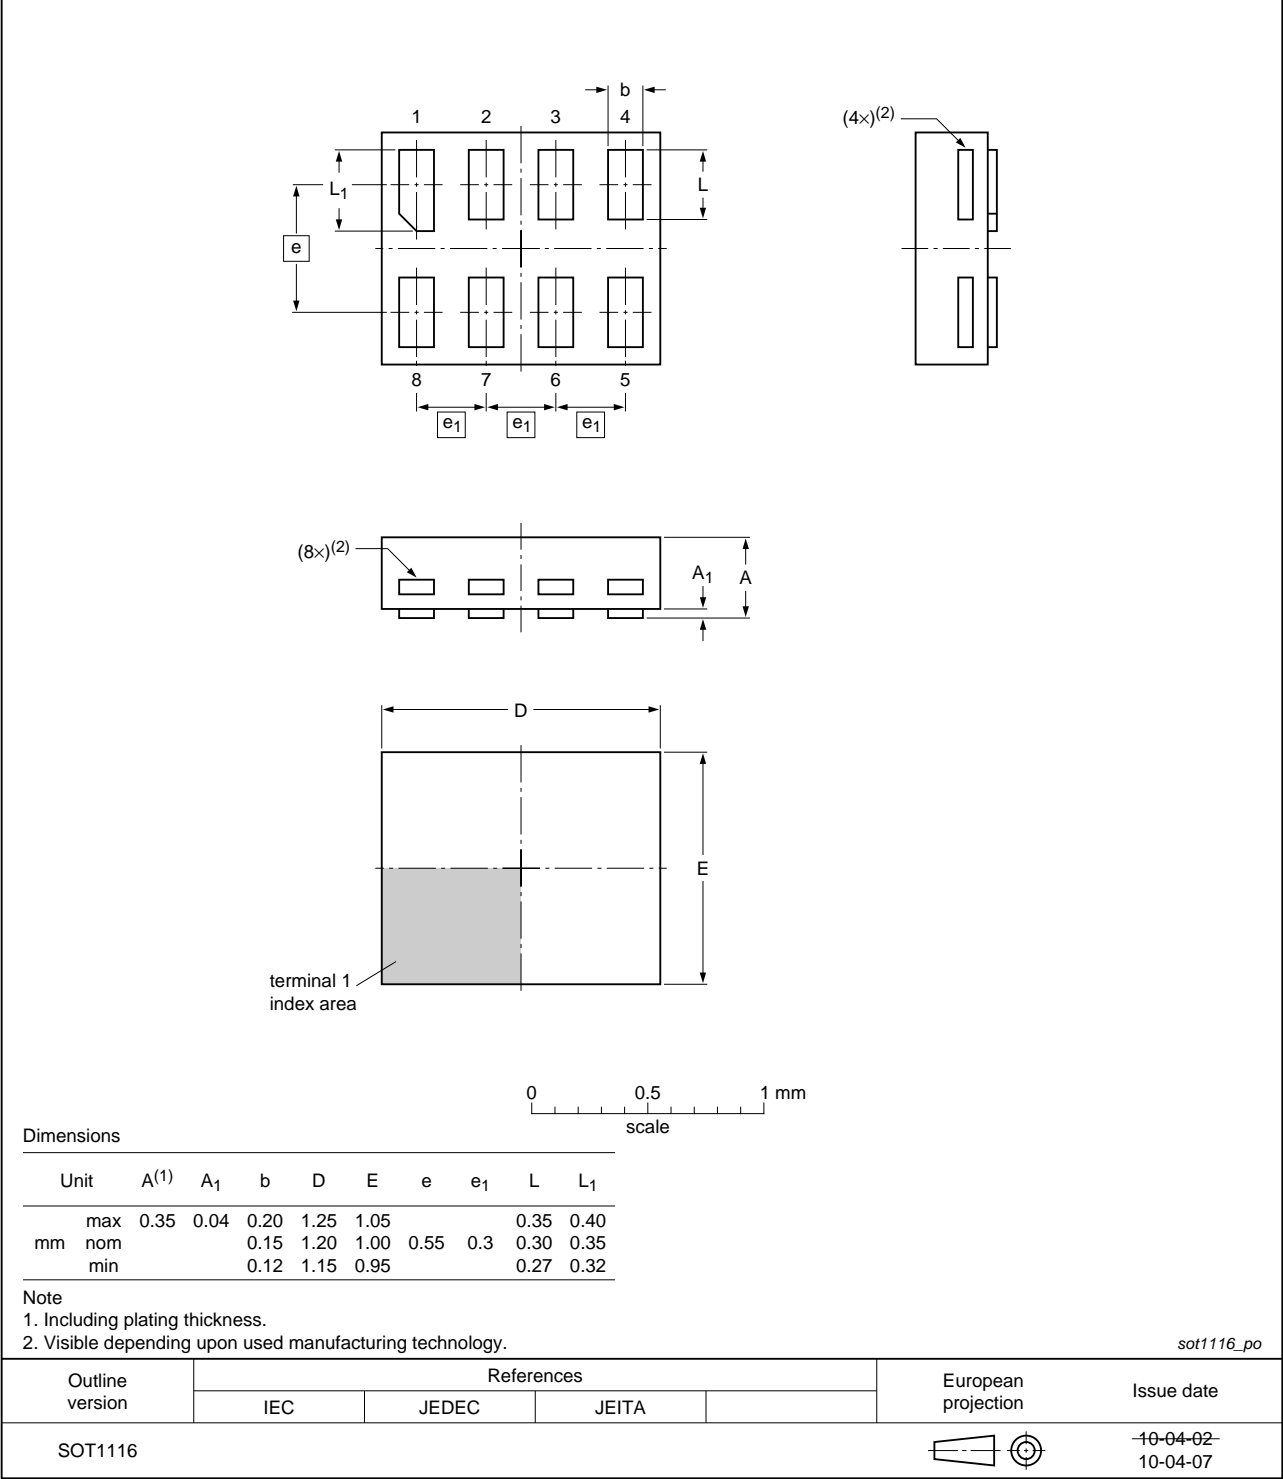 b
1 2 3 4
(4×)(2)
L1
L
e
8 7 6 5
e1 e1 e1
(8×)(2)
A1 A
D
E
terminal 1
index area
0 0.5 1 mm
scale
Dimensions
Unit A(1) A1 b D E e e1 L L1
max 0.35 0.04 0.20 1.25 1.05 0.35 0.40
mm nom 0.15 1.20 1.00 0.55 0.3 0.30 0.35
min 0.12 1.15 0.95 0.27 0.32
Note
1. Including plating thickness.
2. Visible depending upon used manufacturing technology.
sot1116_po
Outline
version
References
IEC JEDEC JEITA
European
projection
Issue date
SOT1116
10-04-02
10-04-07